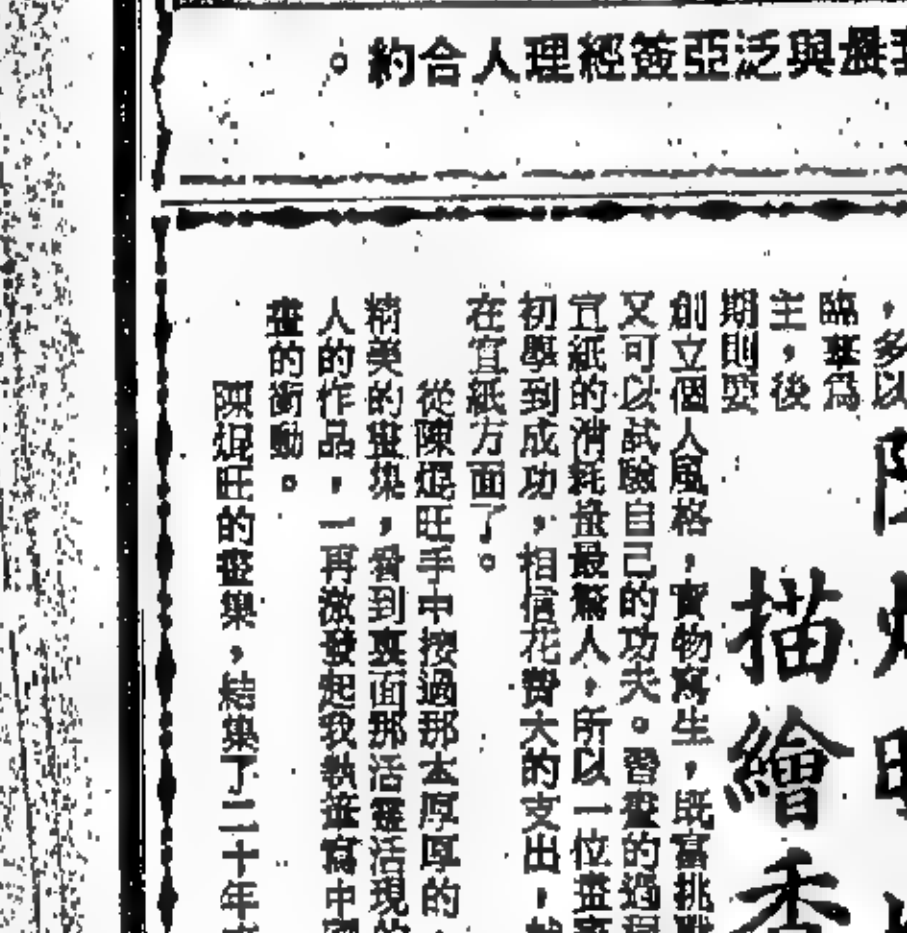 與泛亞簽經理人合約。
描繪香
，多以
臨摹為
主，後
期則要
創立個人風格，實物寫生，既富挑戰
又可以試驗自己的功夫。習畫的過程
宣紙的消耗量最驚人，所以一位畫家
初學到成功，相信花費大的支出，就
在宣紙方面了。
從陳焜旺手中接過那本厚厚的，
精美的畫集，看到裏面那活靈活現的
人的作品，一再激發起我執筆寫中國
畫的衝動。
陳焜旺的畫集，結集了二十年